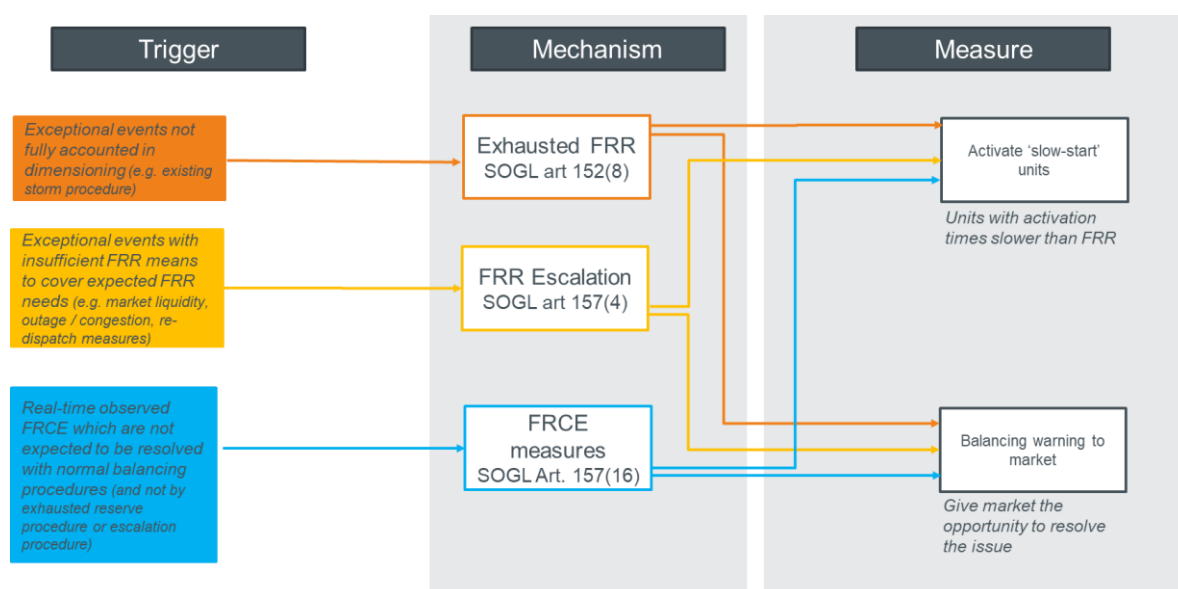 Trigger
Mechanism
Measure
Exceptional events not
fully accounted in
dimensioning (e.g. existing
storm procedure)
Exhausted FRR
SOGL art 152(8)
Activate ‘slow-start’
units
Units with activation
times slower than FRR
Exceptional events with
insufficient FRR means
to cover expected FRR
needs (e.g. market liquidity,
outage / congestion, re-
dispatch measures)
FRR Escalation
SOGL art 157(4)
Real-time observed
FRCE which are not
expected to be resolved
with normal balancing
procedures (and not by
exhausted reserve
procedure or escalation
procedure)
FRCE
measures
SOGL Art. 157(16)
Balancing warning to
market
Give market the
opportunity to resolve
the issue